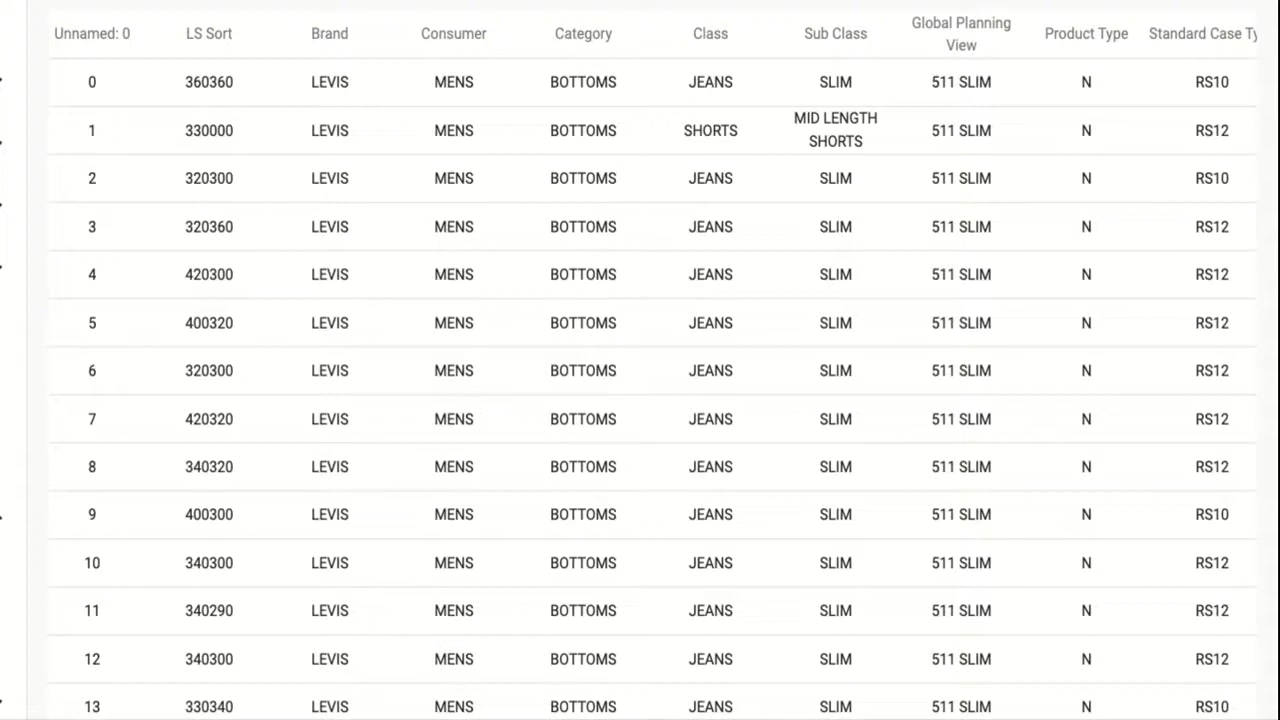 Unnamed: 0 LS Sort Brand Consumer Category Class Sub Class Global Planning View Product Type Standard Case Ty
0 360360 LEVIS MENS BOTTOMS JEANS SLIM 511 SLIM N RS10
1 330000 LEVIS MENS BOTTOMS SHORTS MID LENGTH SHORTS 511 SLIM N RS12
2 320300 LEVIS MENS BOTTOMS JEANS SLIM 511 SLIM N RS10
3 320360 LEVIS MENS BOTTOMS JEANS SLIM 511 SLIM N RS12
4 420300 LEVIS MENS BOTTOMS JEANS SLIM 511 SLIM N RS12
5 400320 LEVIS MENS BOTTOMS JEANS SLIM 511 SLIM N RS12
6 320300 LEVIS MENS BOTTOMS JEANS SLIM 511 SLIM N RS12
7 420320 LEVIS MENS BOTTOMS JEANS SLIM 511 SLIM N RS12
8 340320 LEVIS MENS BOTTOMS JEANS SLIM 511 SLIM N RS12
9 400300 LEVIS MENS BOTTOMS JEANS SLIM 511 SLIM N RS10
10 340300 LEVIS MENS BOTTOMS JEANS SLIM 511 SLIM N RS12
11 340290 LEVIS MENS BOTTOMS JEANS SLIM 511 SLIM N RS12
12 340300 LEVIS MENS BOTTOMS JEANS SLIM 511 SLIM N RS12
13 330340 LEVIS MENS BOTTOMS JEANS SLIM 511 SLIM N RS10